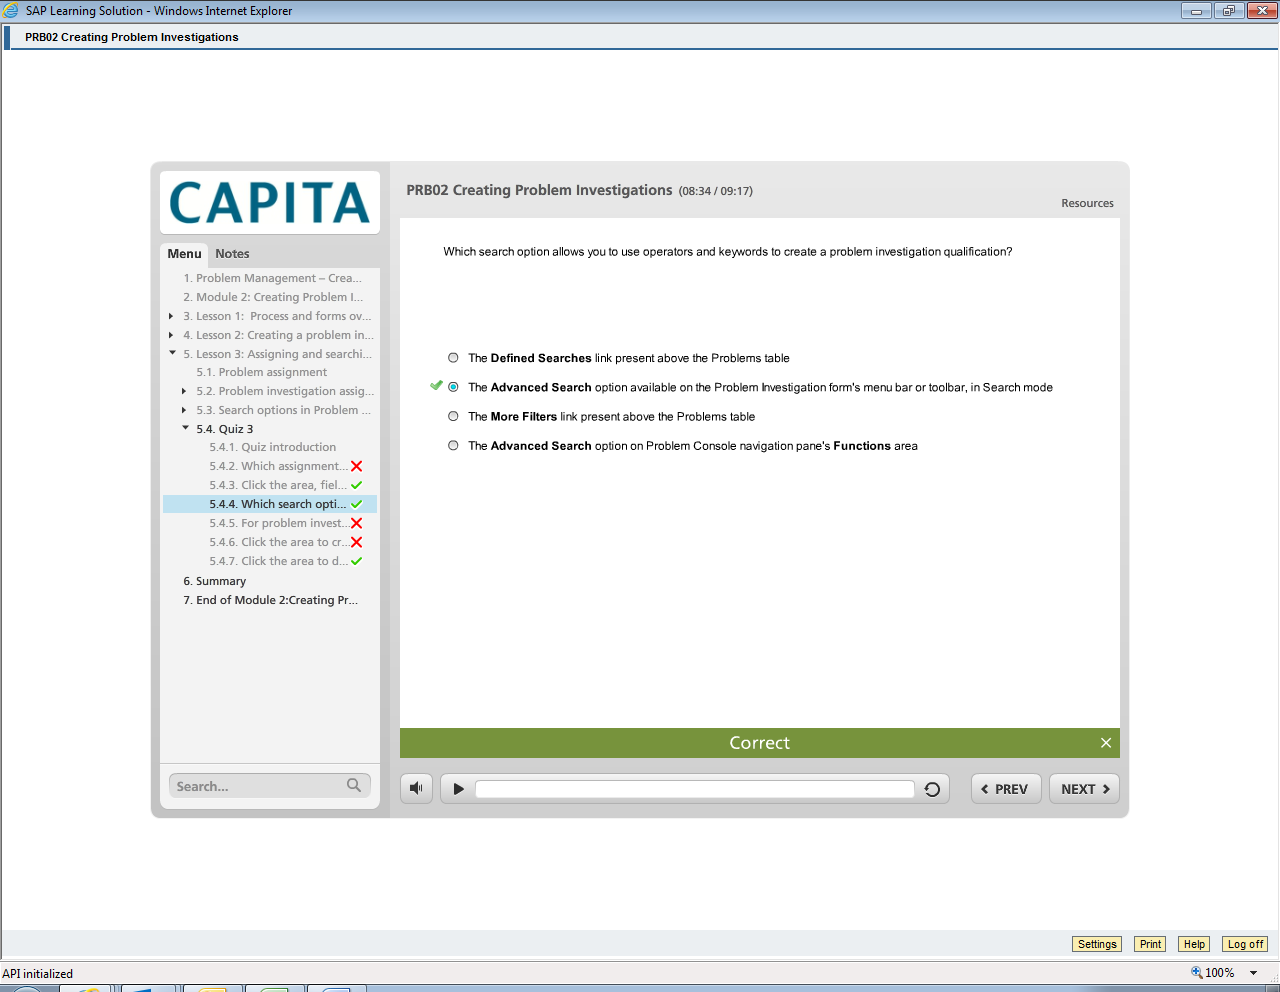 SAP Learning Solution - Windows Internet Explorer
PRB02 Creating Problem Investigations
CAPITA
PRB02 Creating Problem Investigations (08:34 / 09:17)
Resources
Menu
Notes
1. Problem Management – Crea...
2. Module 2: Creating Problem I...
3. Lesson 1:  Process and forms ov...
4. Lesson 2: Creating a problem in...
5. Lesson 3: Assigning and searchi...
5.1. Problem assignment
5.2. Problem investigation assig...
5.3. Search options in Problem ...
5.4. Quiz 3
5.4.1. Quiz introduction
5.4.2. Which assignment...
5.4.3. Click the area, fiel...
5.4.4. Which search opti...
5.4.5. For problem invest...
5.4.6. Click the area to cr...
5.4.7. Click the area to d...
6. Summary
7. End of Module 2:Creating Pr...
Search...
Which search option allows you to use operators and keywords to create a problem investigation qualification?
The Defined Searches link present above the Problems table
The Advanced Search option available on the Problem Investigation form's menu bar or toolbar, in Search mode
The More Filters link present above the Problems table
The Advanced Search option on Problem Console navigation pane's Functions area
Correct
PREV
NEXT
Settings
Print
Help
Log off
API initialized
100%